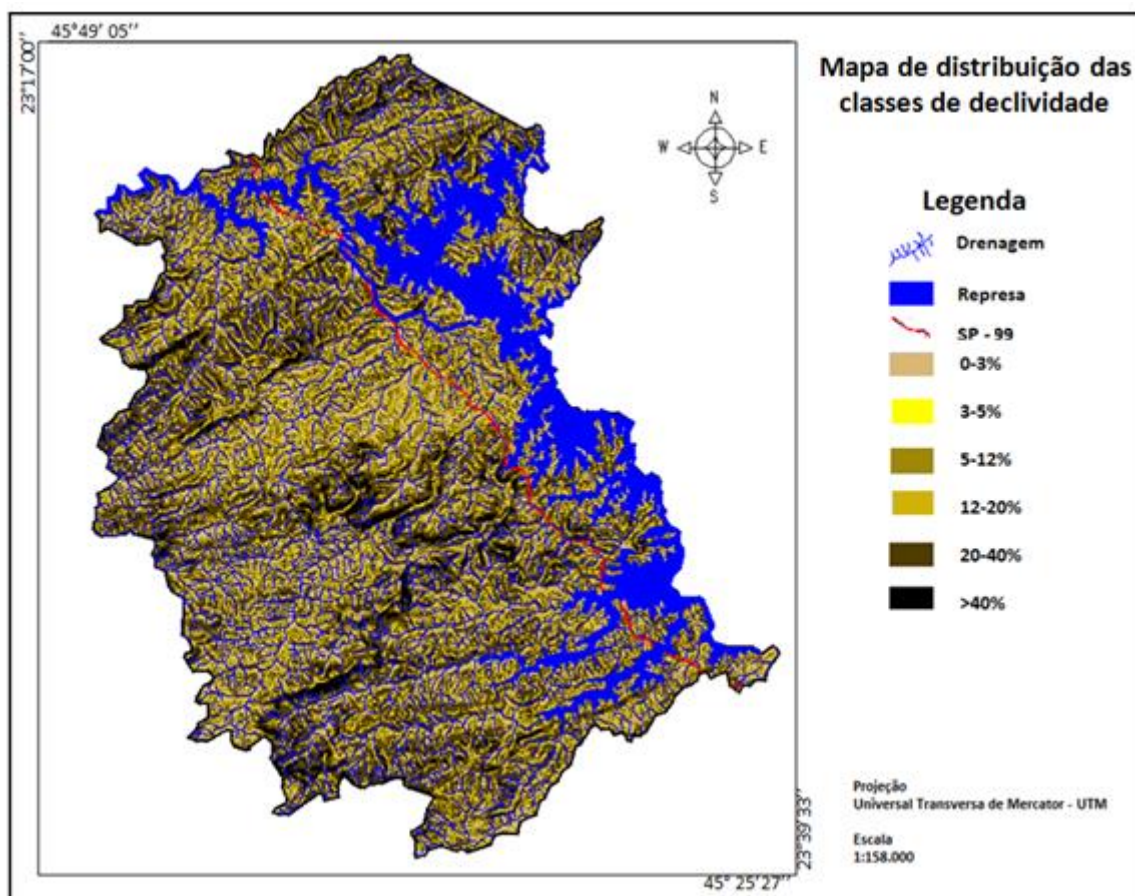 45°49' 05''
23°17'00''
Mapa de distribuição das
classes de declividade
N
W E
S
Legenda
Drenagem
Represa
SP - 99
0-3%
3-5%
5-12%
12-20%
20-40%
>40%
Projeção
Universal Transversa de Mercator - UTM
Escala
1:158.000
23°39'33''
45° 25'27''